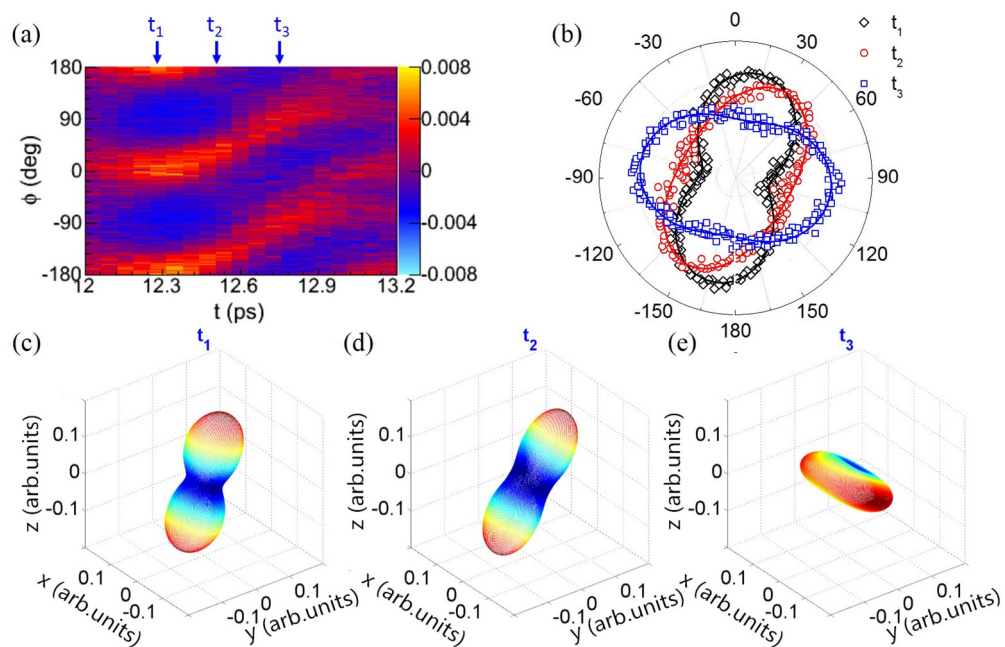 (a)
t1 t2 t3
180
90
0
-90
-180
ϕ (deg)
12 12.3 12.6 12.9 13.2
t (ps)
0.008
0.004
0
-0.004
-0.008
(b)
0
30
60
90
120
150
180
-150
-120
-90
-60
-30
t1
t2
t3
(c)
t1
z (arb.units)
0.1
0
-0.1
x (arb.units)
0.1
0
-0.1
y (arb.units)
-0.1
0
0.1
(d)
t2
z (arb.units)
0.1
0
-0.1
x (arb.units)
0.1
0
-0.1
y (arb.units)
-0.1
0
0.1
(e)
t3
z (arb.units)
0.1
0
-0.1
x (arb.units)
0.1
0
-0.1
y (arb.units)
-0.1
0
0.1